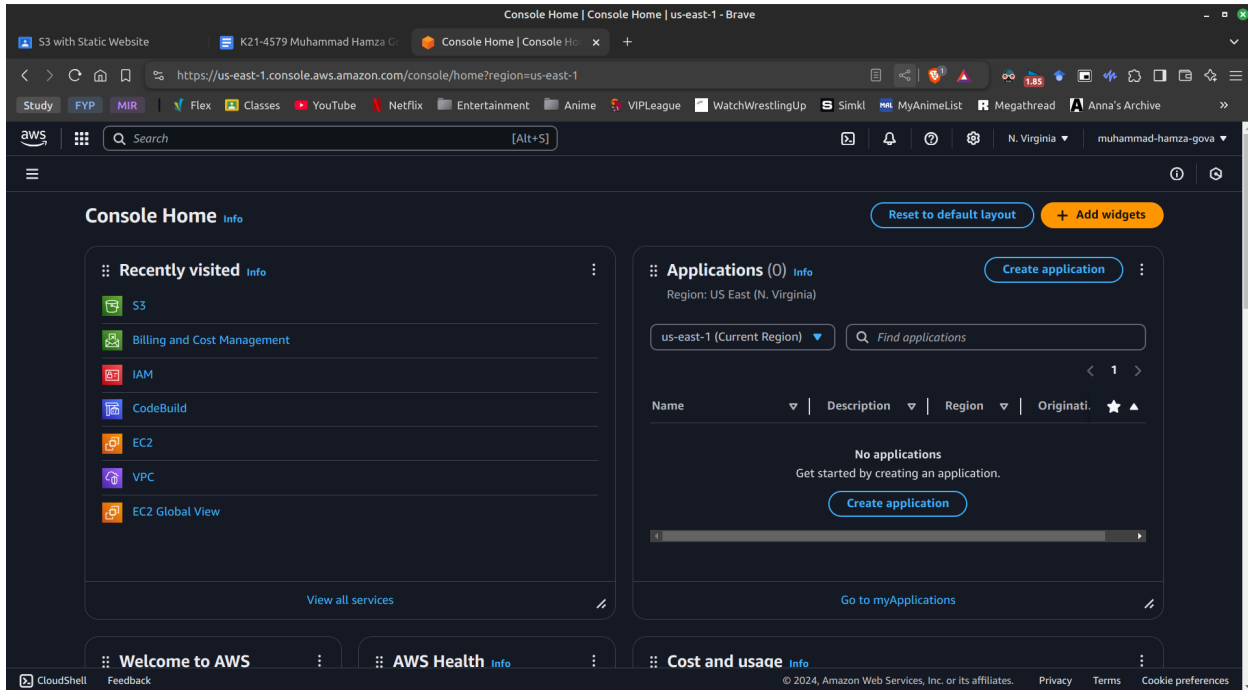 Console Home | Console Home | us-east-1 - Brave
S3 with Static Website
K21-4579 Muhammad Hamza Go
Console Home | Console Ho
https://us-east-1.console.aws.amazon.com/console/home?region=us-east-1
1
1.85
Study FYP MIR Flex Classes YouTube Netflix Entertainment Anime VIPLeague WatchWrestlingUp Simkl MAL MyAnimeList Megathread Anna's Archive »
aws Search [Alt+S] N. Virginia muhammad-hamza-gova
Console Home Info
Reset to default layout
+ Add widgets
Recently visited Info
S3
Billing and Cost Management
IAM
CodeBuild
EC2
VPC
EC2 Global View
View all services
Applications (0) Info
Create application
Region: US East (N. Virginia)
us-east-1 (Current Region)
Find applications
1
Name Description Region Originati.
No applications
Get started by creating an application.
Create application
Go to myApplications
Welcome to AWS
AWS Health Info
Cost and usage Info
CloudShell Feedback © 2024, Amazon Web Services, Inc. or its affiliates. Privacy Terms Cookie preferences